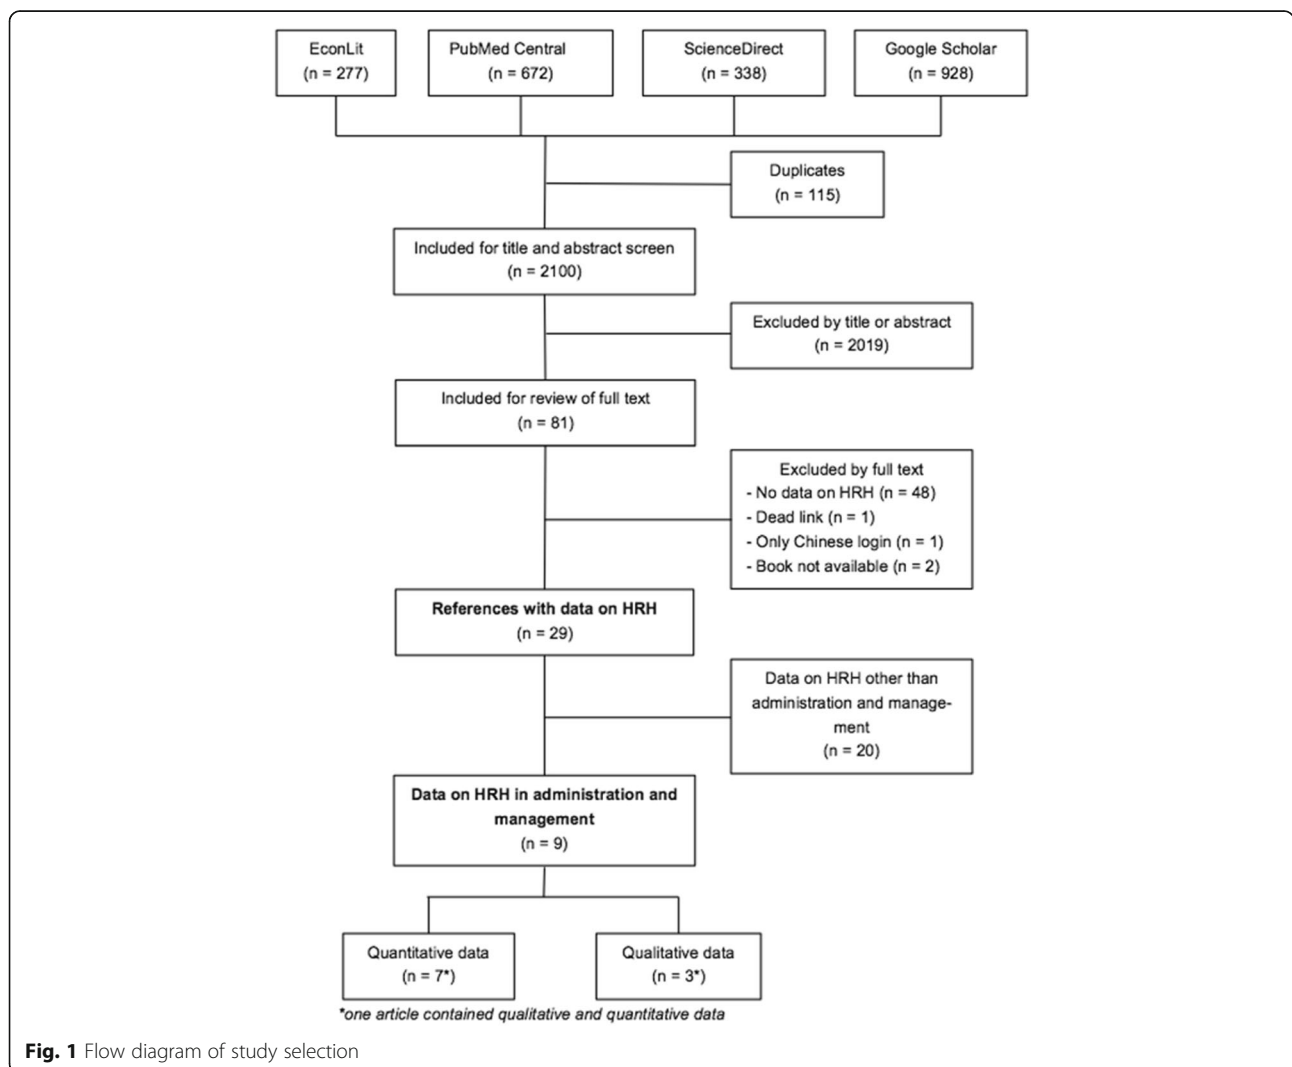 EconLit
(n = 277)
PubMed Central
(n = 672)
ScienceDirect
(n = 338)
Google Scholar
(n = 928)
Duplicates
(n = 115)
Included for title and abstract screen
(n = 2100)
Excluded by title or abstract
(n = 2019)
Included for review of full text
(n = 81)
Excluded by full text
- No data on HRH (n = 48)
- Dead link (n = 1)
- Only Chinese login (n = 1)
- Book not available (n = 2)
References with data on HRH
(n = 29)
Data on HRH other than
administration and manage-
ment
(n = 20)
Data on HRH in administration and
management
(n = 9)
Quantitative data
(n = 7*)
Qualitative data
(n = 3*)
*one article contained qualitative and quantitative data
Fig. 1 Flow diagram of study selection